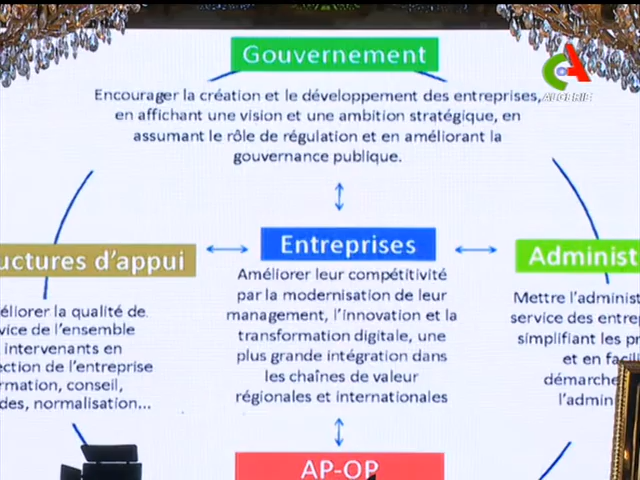 Gouvernement
Encourager la création et le développement des entreprises,
en affichant une vision et une ambition stratégique, en
assumant le rôle de régulation et en améliorant la
gouvernance publique.
ALGERIE
uctures d'appui
éliorer la qualité de
vice de l'ensemble
intervenants en
ection de l'entreprise
rmation, conseil,
des, normalisation...
Entreprises
Améliorer leur compétitivité
par la modernisation de leur
management, l'innovation et la
transformation digitale, une
plus grande intégration dans
les chaînes de valeur
régionales et internationales
Administ
Mettre l'administ
service des entrep
simplifiant les pr
et en facil
démarche
l'admin
AP-OP